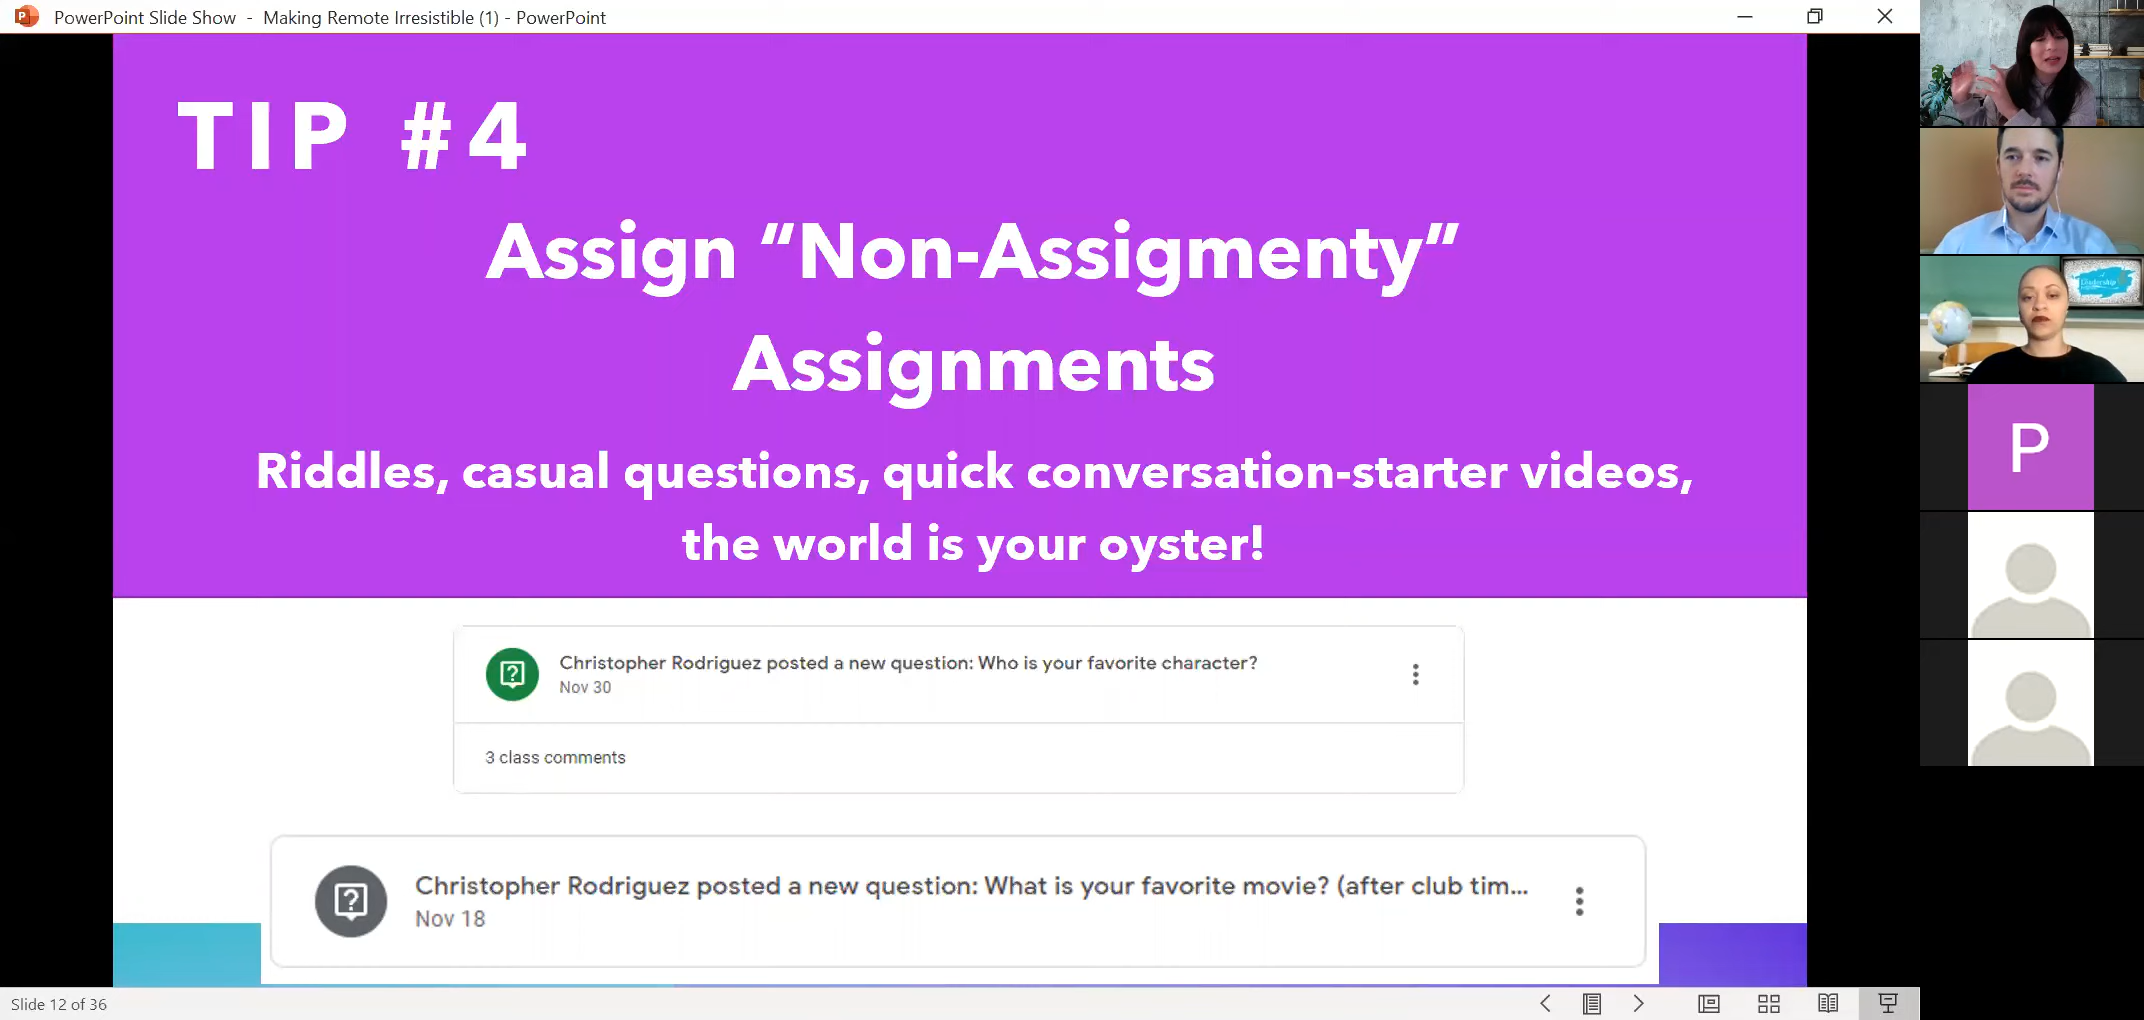 PowerPoint Slide Show - Making Remote Irresistible (1) - PowerPoint
TIP #4
Assign “Non-Assigmenty”
Assignments
Riddles, casual questions, quick conversation-starter videos,
the world is your oyster!
Christopher Rodriguez posted a new question: Who is your favorite character?
Nov 30
3 class comments
Christopher Rodriguez posted a new question: What is your favorite movie? (after club tim...
Nov 18
Slide 12 of 36
Leadership
P